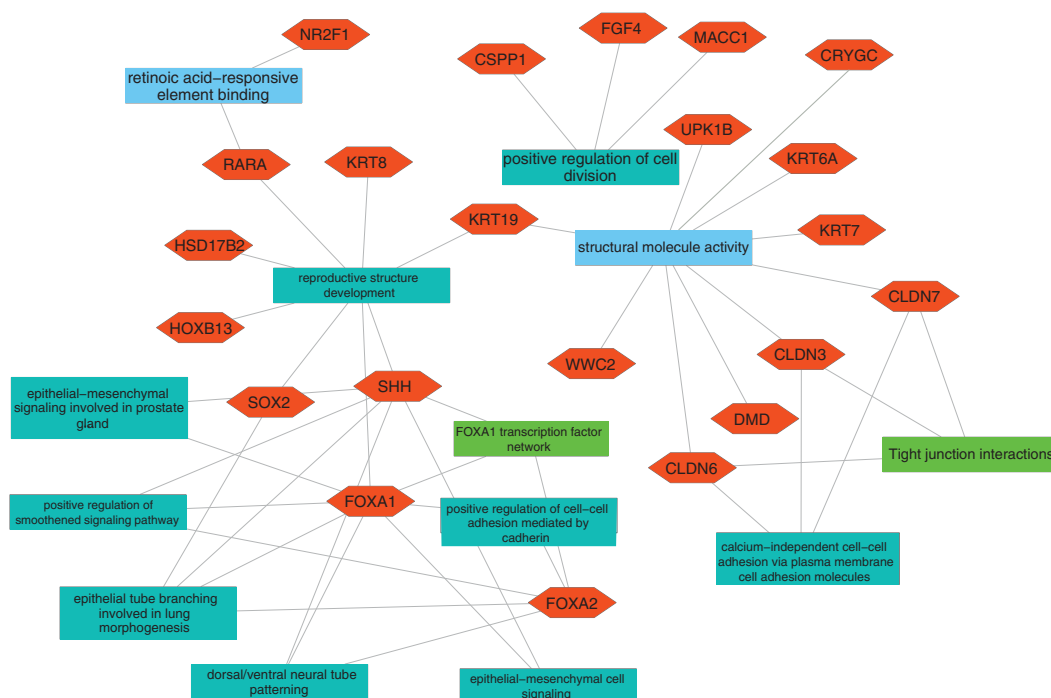 NR2F1
FGF4
MACC1
CSPP1
CRYGC
retinoic acid–responsive
element binding
UPK1B
RARA
KRT8
positive regulation of cell
division
KRT6A
KRT19
HSD17B2
structural molecule activity
KRT7
reproductive structure
development
CLDN7
HOXB13
WWC2
CLDN3
epithelial–mesenchymal
signaling involved in prostate
gland
SOX2
SHH
DMD
FOXA1 transcription factor
network
CLDN6
Tight junction interactions
positive regulation of
smoothened signaling pathway
FOXA1
positive regulation of cell–cell
adhesion mediated by
cadherin
calcium–independent cell–cell
adhesion via plasma membrane
cell adhesion molecules
epithelial tube branching
involved in lung
morphogenesis
FOXA2
dorsal/ventral neural tube
patterning
epithelial–mesenchymal cell
signaling